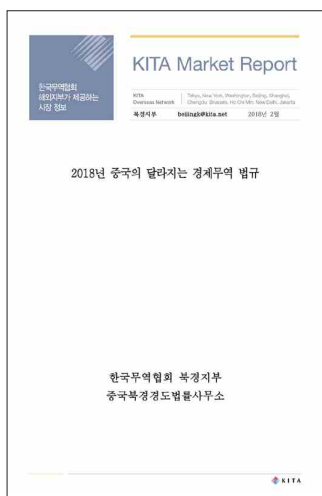 한국무역협회
해외지부가 제공하는
시장 정보
KITA Market Report
KITA
Overseas Network
Tokyo, New York, Washington, Beijing, Shanghai,
Chengdu, Brussels, Ho Chi Min, New Delhi, Jakarta
북경지부 beijingk@kita.net 2018년 2월
2018년 중국의 달라지는 경제무역 법규
한국무역협회 북경지부
중국북경경도법률사무소
KITA